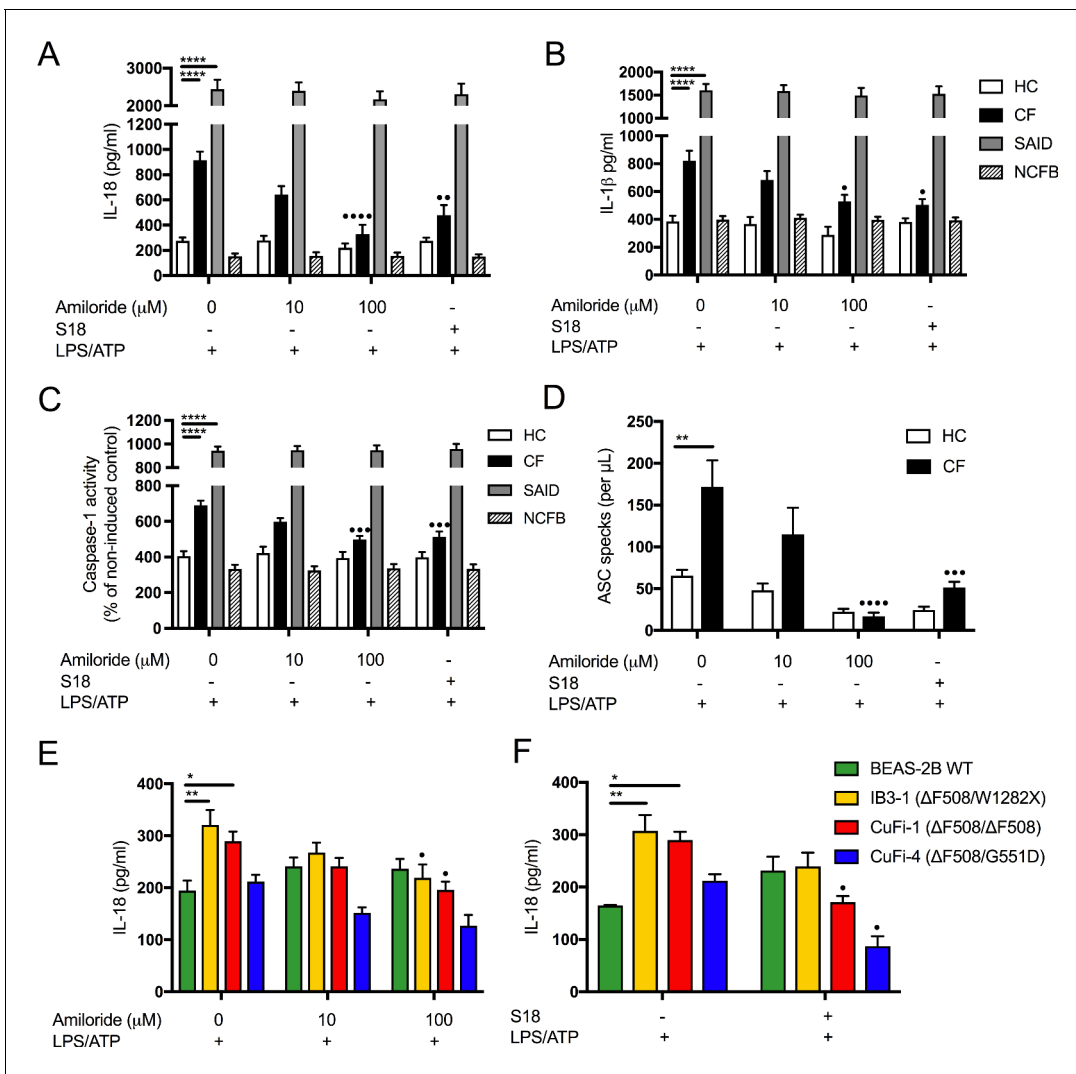 A
3000
2000
1200
1000
800
600
400
200
0
IL-18 (pg/ml)
****
****
••••
••
Amiloride (μM) 0 10 100 -
S18 - - - +
LPS/ATP + + + +
B
2000
1500
1000
800
600
400
200
0
IL-1β pg/ml
****
****
•
•
HC
CF
SAID
NCFB
Amiloride (μM) 0 10 100 -
S18 - - - +
LPS/ATP + + + +
C
1200
1000
800
800
600
400
200
0
Caspase-1 activity
(% of non-induced control)
****
****
•••
•••
HC
CF
SAID
NCFB
Amiloride (μM) 0 10 100 -
S18 - - - +
LPS/ATP + + + +
D
250
200
150
100
50
0
ASC specks (per μL)
**
••••
•••
HC
CF
Amiloride (μM) 0 10 100 -
S18 - - - +
LPS/ATP + + + +
E
400
300
200
100
0
IL-18 (pg/ml)
*
**
•
•
Amiloride (μM) 0 10 100
LPS/ATP + + +
F
400
300
200
100
0
IL-18 (pg/ml)
*
**
•
•
BEAS-2B WT
IB3-1 (ΔF508/W1282X)
CuFi-1 (ΔF508/ΔF508)
CuFi-4 (ΔF508/G551D)
S18 - +
LPS/ATP + +